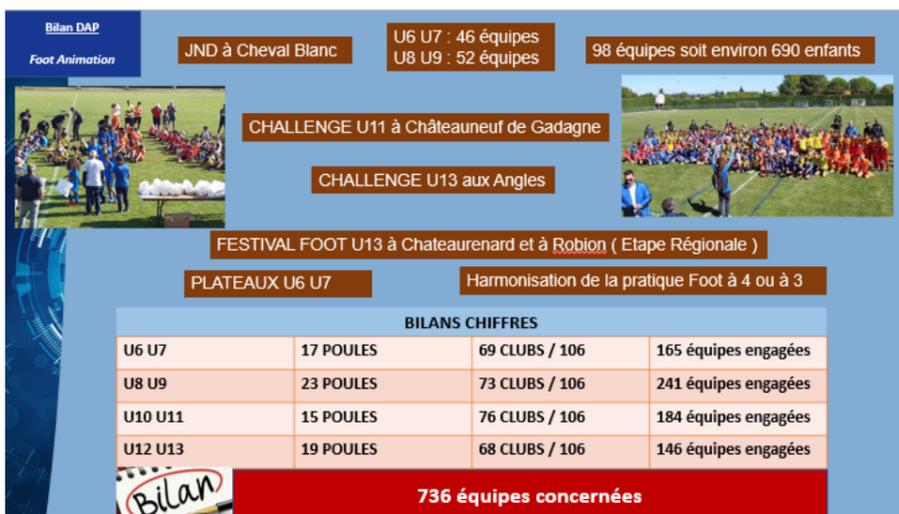 Bilan DAP
Foot Animation
JND à Cheval Blanc
U6 U7 : 46 équipes
U8 U9 : 52 équipes
98 équipes soit environ 690 enfants
CHALLENGE U11 à Châteauneuf de Gadagne
CHALLENGE U13 aux Angles
FESTIVAL FOOT U13 à Chateaurenard et à Robion ( Etape Régionale )
PLATEAUX U6 U7
Harmonisation de la pratique Foot à 4 ou à 3
BILANS CHIFFRES
U6 U7 17 POULES 69 CLUBS / 106 165 équipes engagées
U8 U9 23 POULES 73 CLUBS / 106 241 équipes engagées
U10 U11 15 POULES 76 CLUBS / 106 184 équipes engagées
U12 U13 19 POULES 68 CLUBS / 106 146 équipes engagées
Bilan
736 équipes concernées